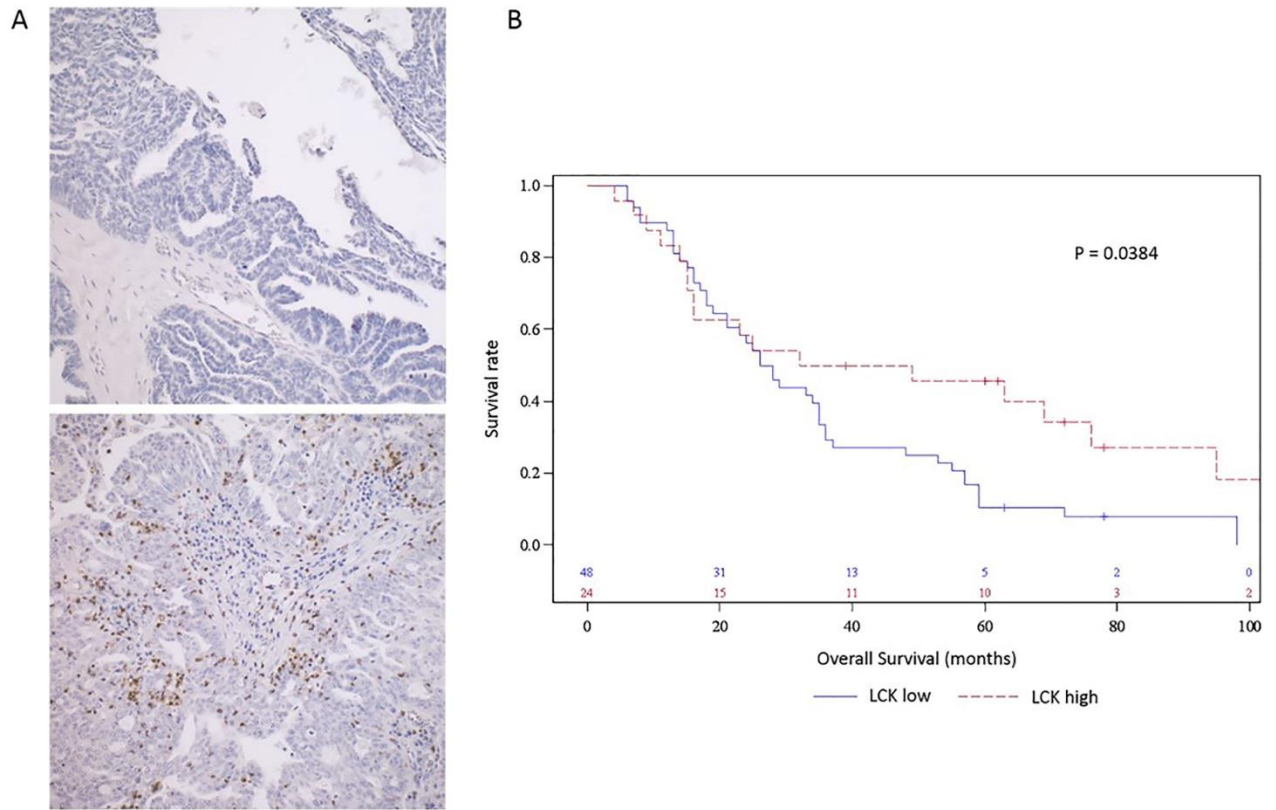 A
B
1.0
0.8
0.6
0.4
0.2
0.0
Survival rate
P = 0.0384
48 31 13 5 2 0
24 15 11 10 3 2
0 20 40 60 80 100
Overall Survival (months)
LCK low LCK high